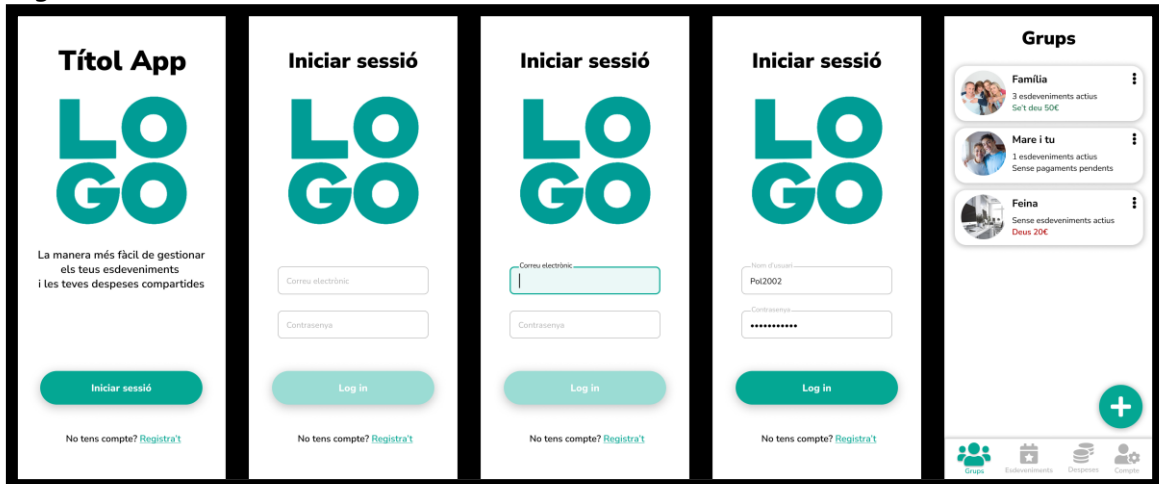 Títol App
LO
GO
La manera més fàcil de gestionar
els teus esdeveniments
i les teves despeses compartides
Iniciar sessió
No tens compte? Registra't
Iniciar sessió
LO
GO
Correu electrònic
Contrasenya
Log in
No tens compte? Registra't
Iniciar sessió
LO
GO
Correu electrònic
Contrasenya
Log in
No tens compte? Registra't
Iniciar sessió
LO
GO
Nom d'usuari
Pol2002
Contrasenya
•••••••••••
Log in
No tens compte? Registra't
Grups
Família
3 esdeveniments actius
Se't deu 50€
Mare i tu
1 esdeveniments actius
Sense pagaments pendents
Feina
Sense esdeveniments actius
Deus 20€
Grups Esdeveniments Despeses Compte